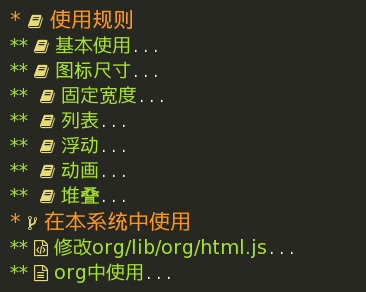 * 使用规则
** 基本使用...
** 图标尺寸...
** 固定宽度...
** 列表...
** 浮动...
** 动画...
** 堆叠...
* 在本系统中使用
** 修改org/lib/org/html.js...
** org中使用...